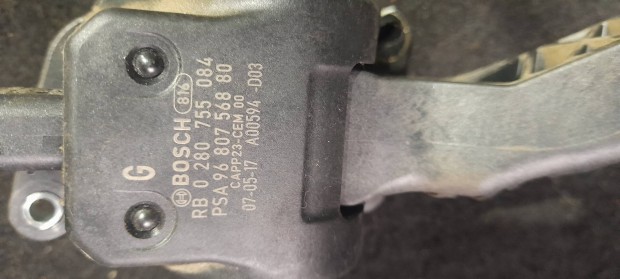 G
BOSCH 816
RB 0 280 755 084
PSA 96 807 568 80
CAPP23-CEM 00
07-05-17 A00594 -D03